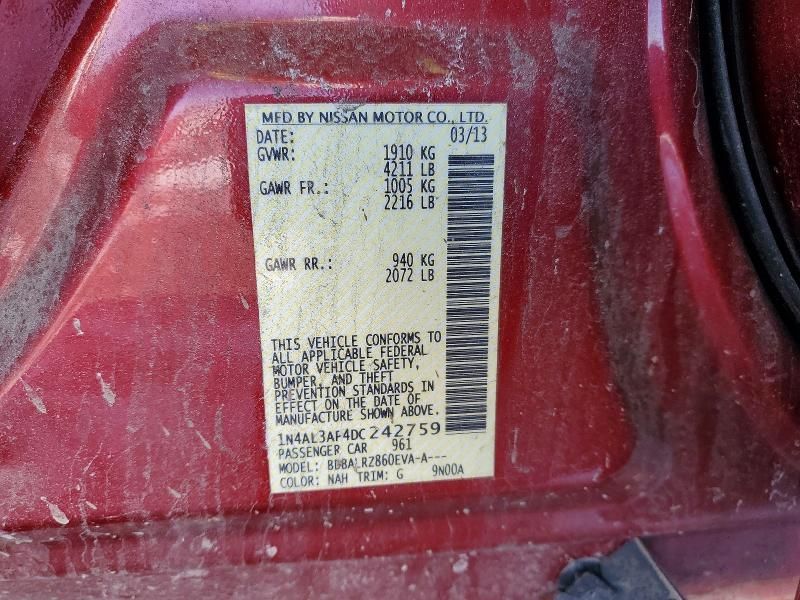 MFD BY NISSAN MOTOR CO., LTD.
DATE: 03/13
GVWR: 1910 KG
4211 LB
GAWR FR.: 1005 KG
2216 LB
GAWR RR.: 940 KG
2072 LB
THIS VEHICLE CONFORMS TO
ALL APPLICABLE FEDERAL
MOTOR VEHICLE SAFETY,
BUMPER, AND THEFT
PREVENTION STANDARDS IN
EFFECT ON THE DATE OF
MANUFACTURE SHOWN ABOVE.
1N4AL3AP4DC242759
PASSENGER CAR 961
MODEL: BDBALRZ860EVA-A---
COLOR: NAH TRIM: G 9N00A